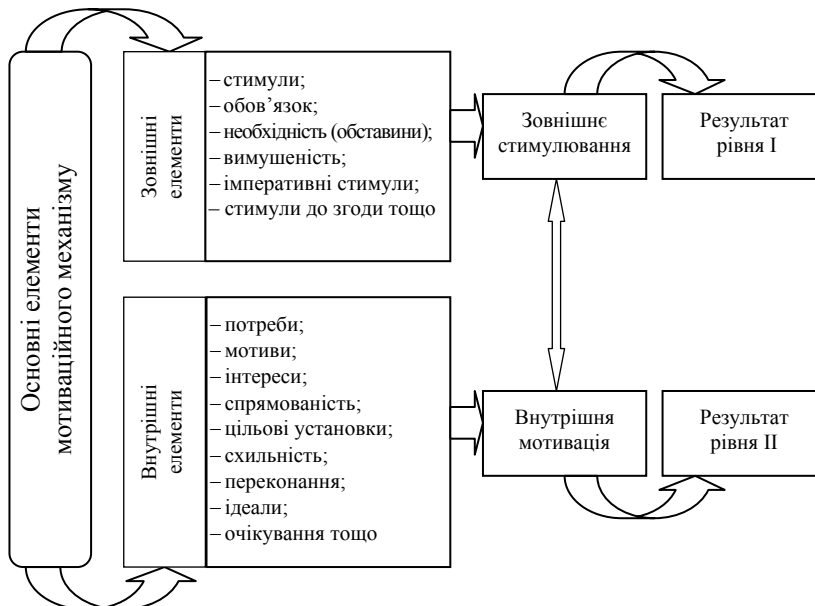 Основні елементи
мотиваційного механізму
Зовнішні
елементи
– стимули;
– обов’язок;
– необхідність (обставини);
– вимушеність;
– імперативні стимули;
– стимули до згоди тощо
Зовнішнє
стимулювання
Результат
рівня I
Внутрішні
елементи
– потреби;
– мотиви;
– інтереси;
– спрямованість;
– цільові установки;
– схильність;
– переконання;
– ідеали;
– очікування тощо
Внутрішня
мотивація
Результат
рівня II